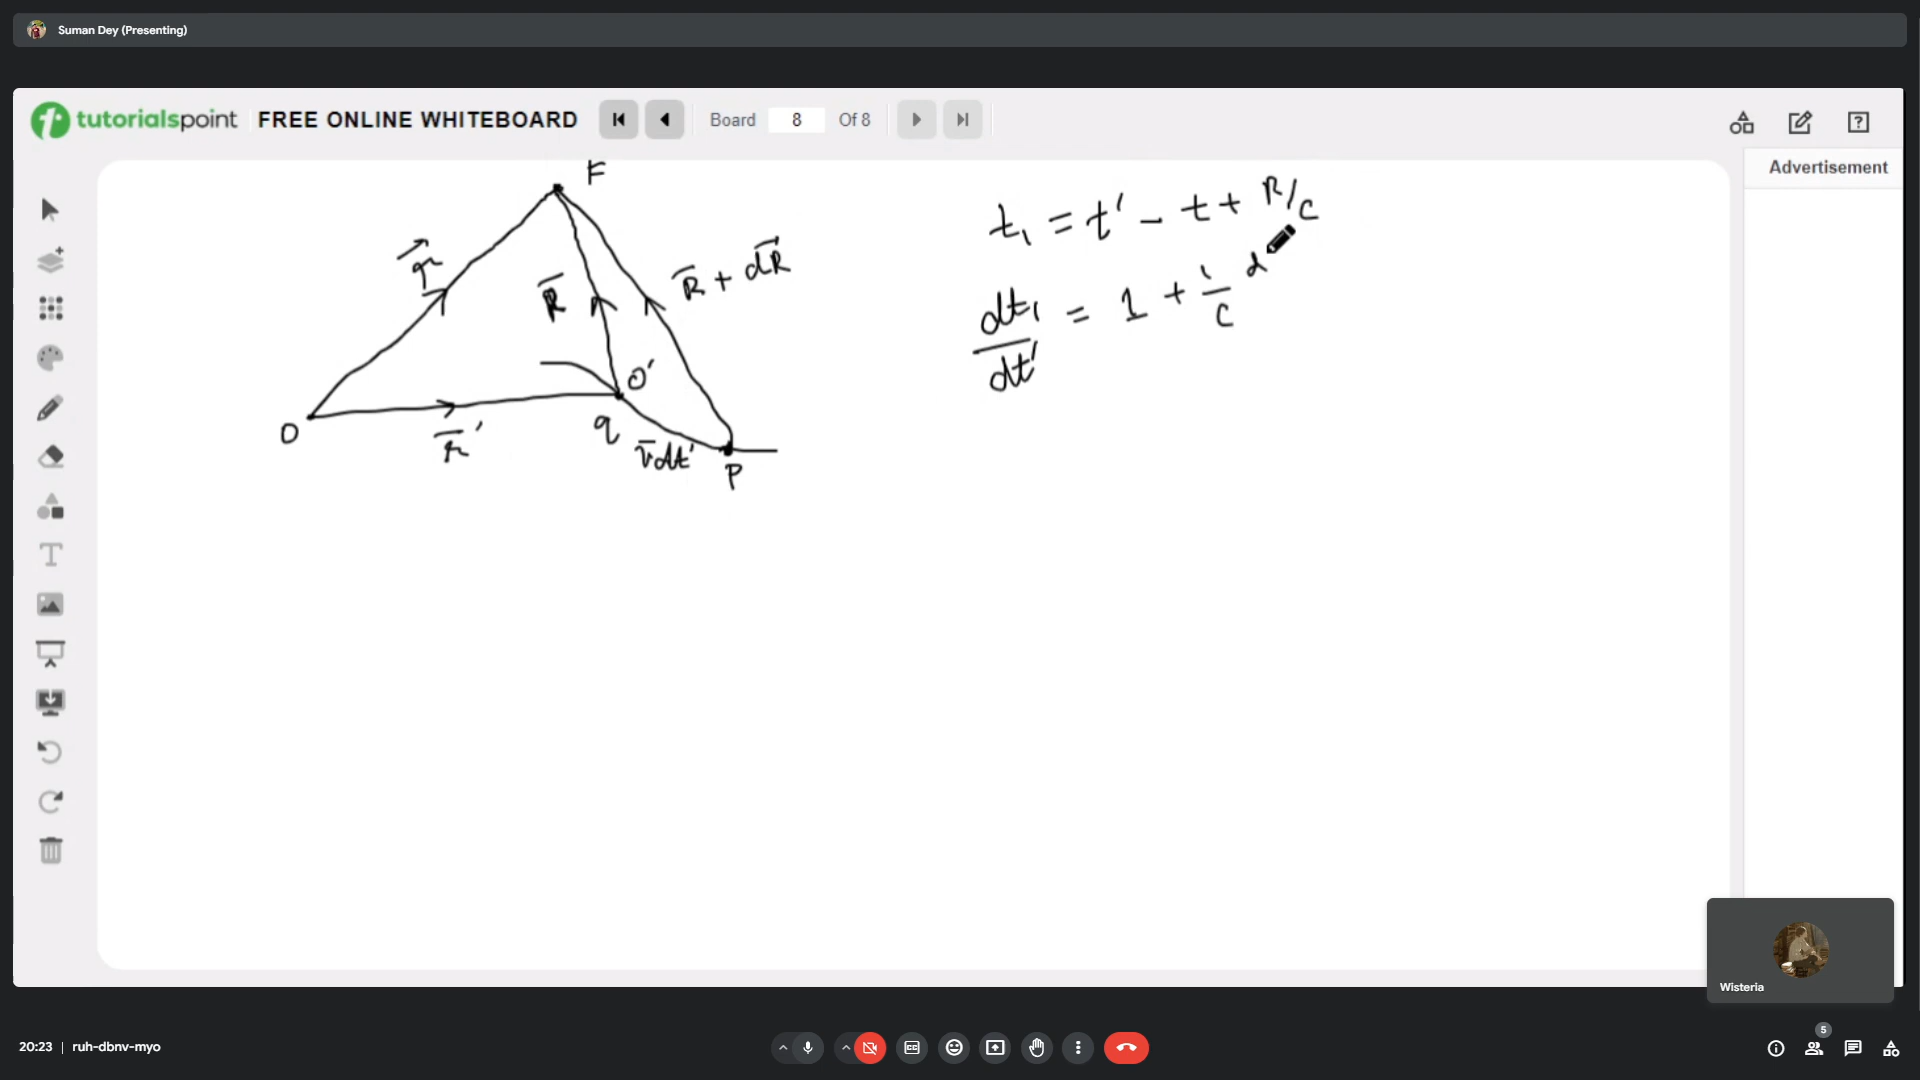 Suman Dey (Presenting)
tutorialspoint FREE ONLINE WHITEBOARD Board 8 Of 8
Advertisement
F
t₁ = t' - t + R/c
r⃗
R̄
R̄ + dR⃗
dt₁/dt' = 1 + 1/c d
O'
O
r̄'
q
v̄dt'
P
T
Wisteria
20:23 | ruh-dbnv-myo
5